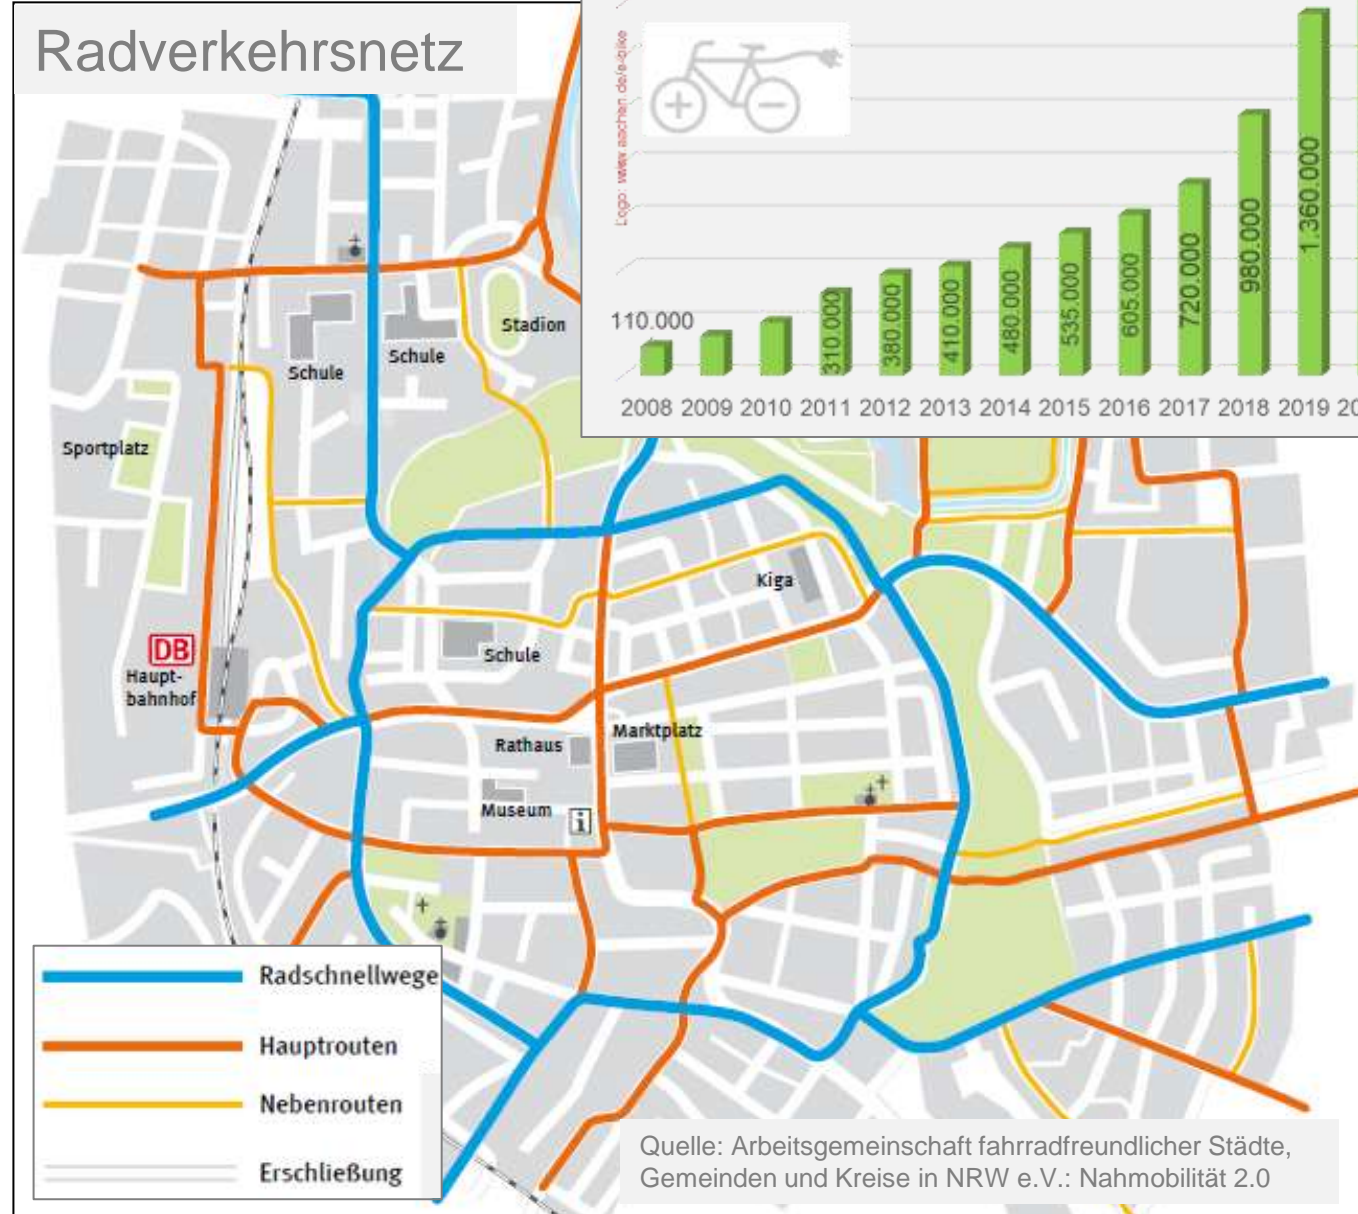 Radverkehrsnetz
Logo: www.aachen.de/e-bike
110.000
310.000
380.000
410.000
480.000
535.000
605.000
720.000
980.000
1.360.000
2008 2009 2010 2011 2012 2013 2014 2015 2016 2017 2018 2019 20
Stadion
Schule
Schule
Sportplatz
Kiga
DB
Haupt-
bahnhof
Schule
Rathaus
Marktplatz
Museum
i
Radschnellwege
Hauptrouten
Nebenrouten
Erschließung
Quelle: Arbeitsgemeinschaft fahrradfreundlicher Städte,
Gemeinden und Kreise in NRW e.V.: Nahmobilität 2.0